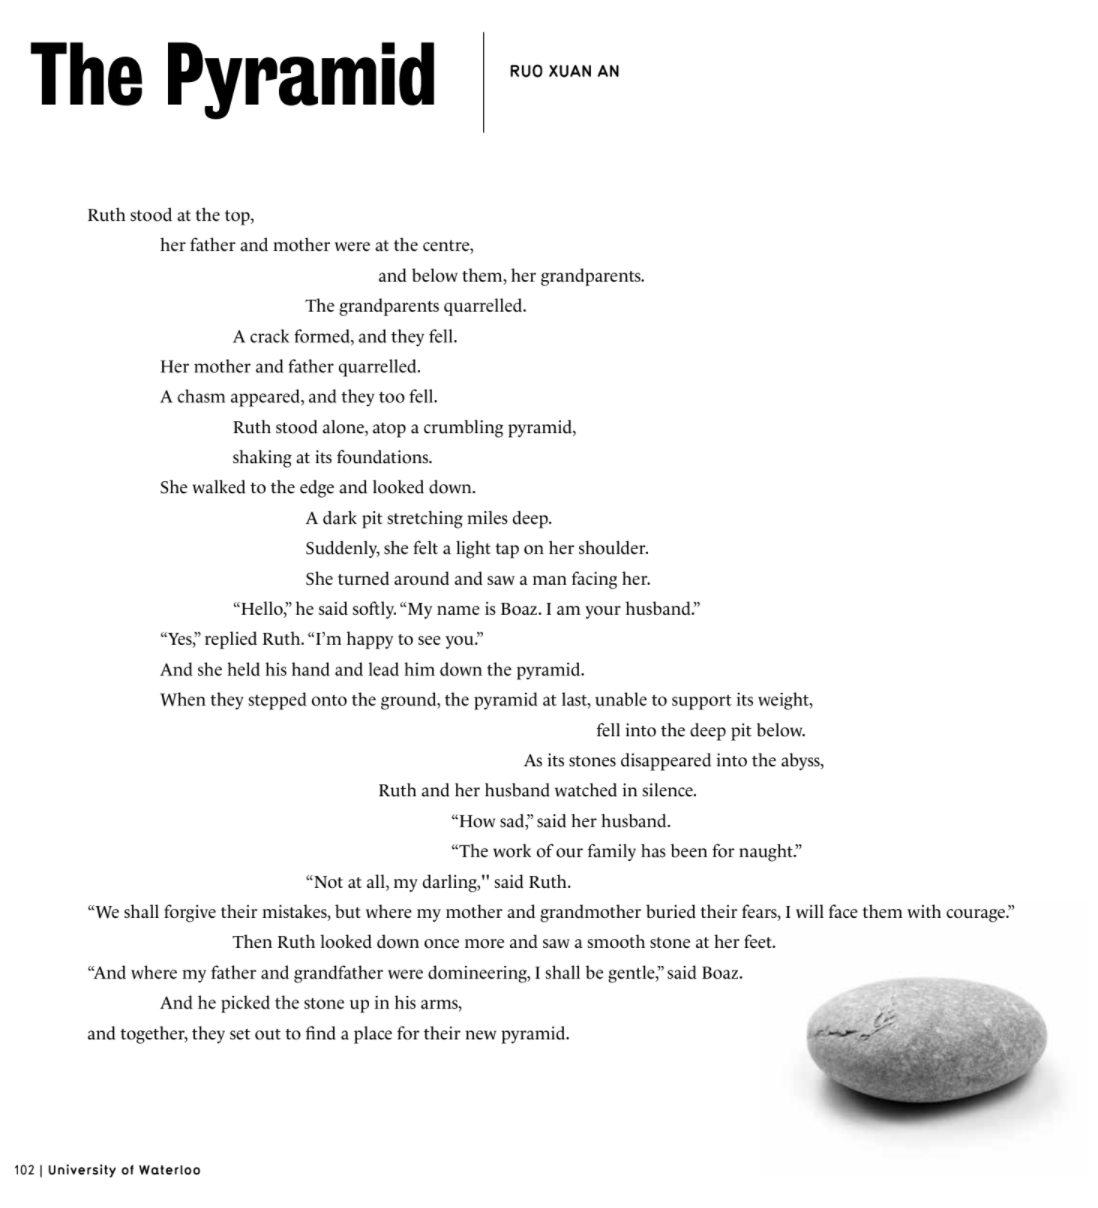 The Pyramid
RUO XUAN AN
Ruth stood at the top,
her father and mother were at the centre,
and below them, her grandparents.
The grandparents quarrelled.
A crack formed, and they fell.
Her mother and father quarrelled.
A chasm appeared, and they too fell.
Ruth stood alone, atop a crumbling pyramid,
shaking at its foundations.
She walked to the edge and looked down.
A dark pit stretching miles deep.
Suddenly, she felt a light tap on her shoulder.
She turned around and saw a man facing her.
“Hello,” he said softly. “My name is Boaz. I am your husband.”
“Yes,” replied Ruth. “I’m happy to see you.”
And she held his hand and lead him down the pyramid.
When they stepped onto the ground, the pyramid at last, unable to support its weight,
fell into the deep pit below.
As its stones disappeared into the abyss,
Ruth and her husband watched in silence.
“How sad,” said her husband.
“The work of our family has been for naught.”
“Not at all, my darling," said Ruth.
“We shall forgive their mistakes, but where my mother and grandmother buried their fears, I will face them with courage.”
Then Ruth looked down once more and saw a smooth stone at her feet.
“And where my father and grandfather were domineering, I shall be gentle,” said Boaz.
And he picked the stone up in his arms,
and together, they set out to find a place for their new pyramid.
102 | University of Waterloo